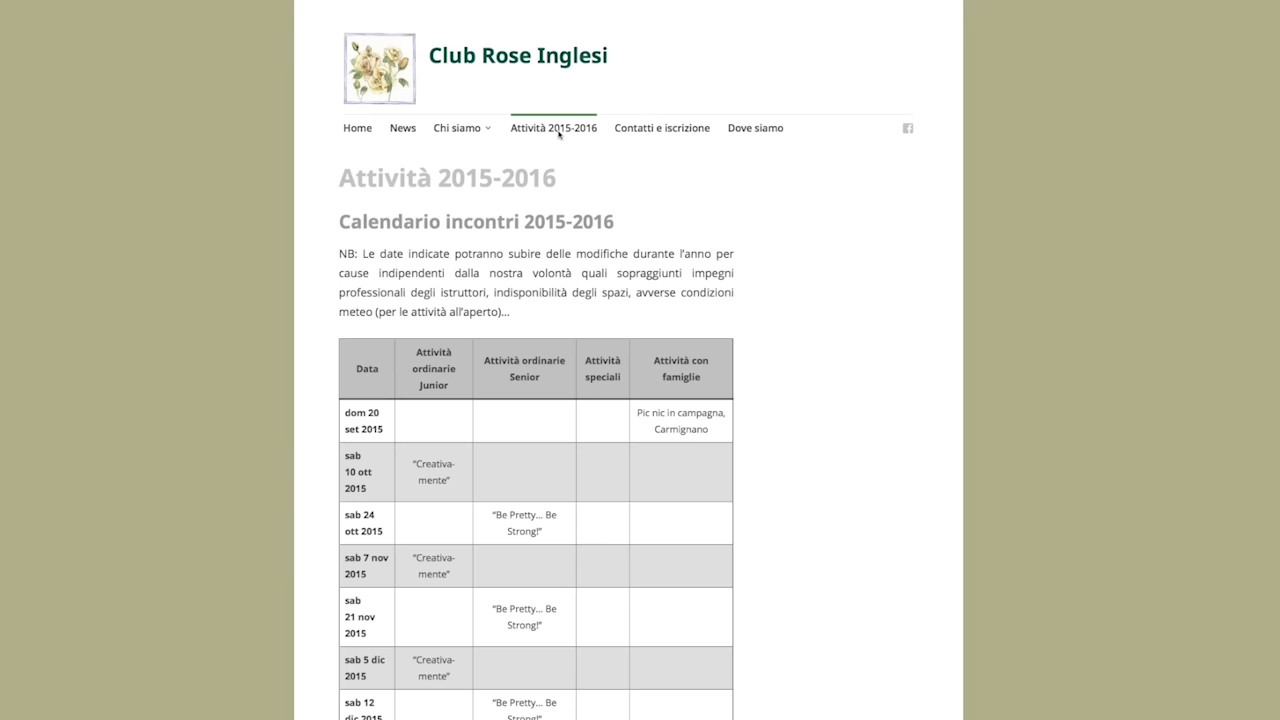 Club Rose Inglesi
Home News Chi siamo Attività 2015-2016 Contatti e iscrizione Dove siamo
Attività 2015-2016
Calendario incontri 2015-2016
NB: Le date indicate potranno subire delle modifiche durante l’anno per
cause indipendenti dalla nostra volontà quali sopraggiunti impegni
professionali degli istruttori, indisponibilità degli spazi, avverse condizioni
meteo (per le attività all’aperto)…
Data
Attività
ordinarie
Junior
Attività ordinarie
Senior
Attività
speciali
Attività con
famiglie
dom 20
set 2015
Pic nic in campagna,
Carmignano
sab
10 ott
2015
“Creativa-
mente”
sab 24
ott 2015
“Be Pretty… Be
Strong!”
sab 7 nov
2015
“Creativa-
mente”
sab
21 nov
2015
“Be Pretty… Be
Strong!”
sab 5 dic
2015
“Creativa-
mente”
sab 12
dic 2015
“Be Pretty… Be
Strong!”